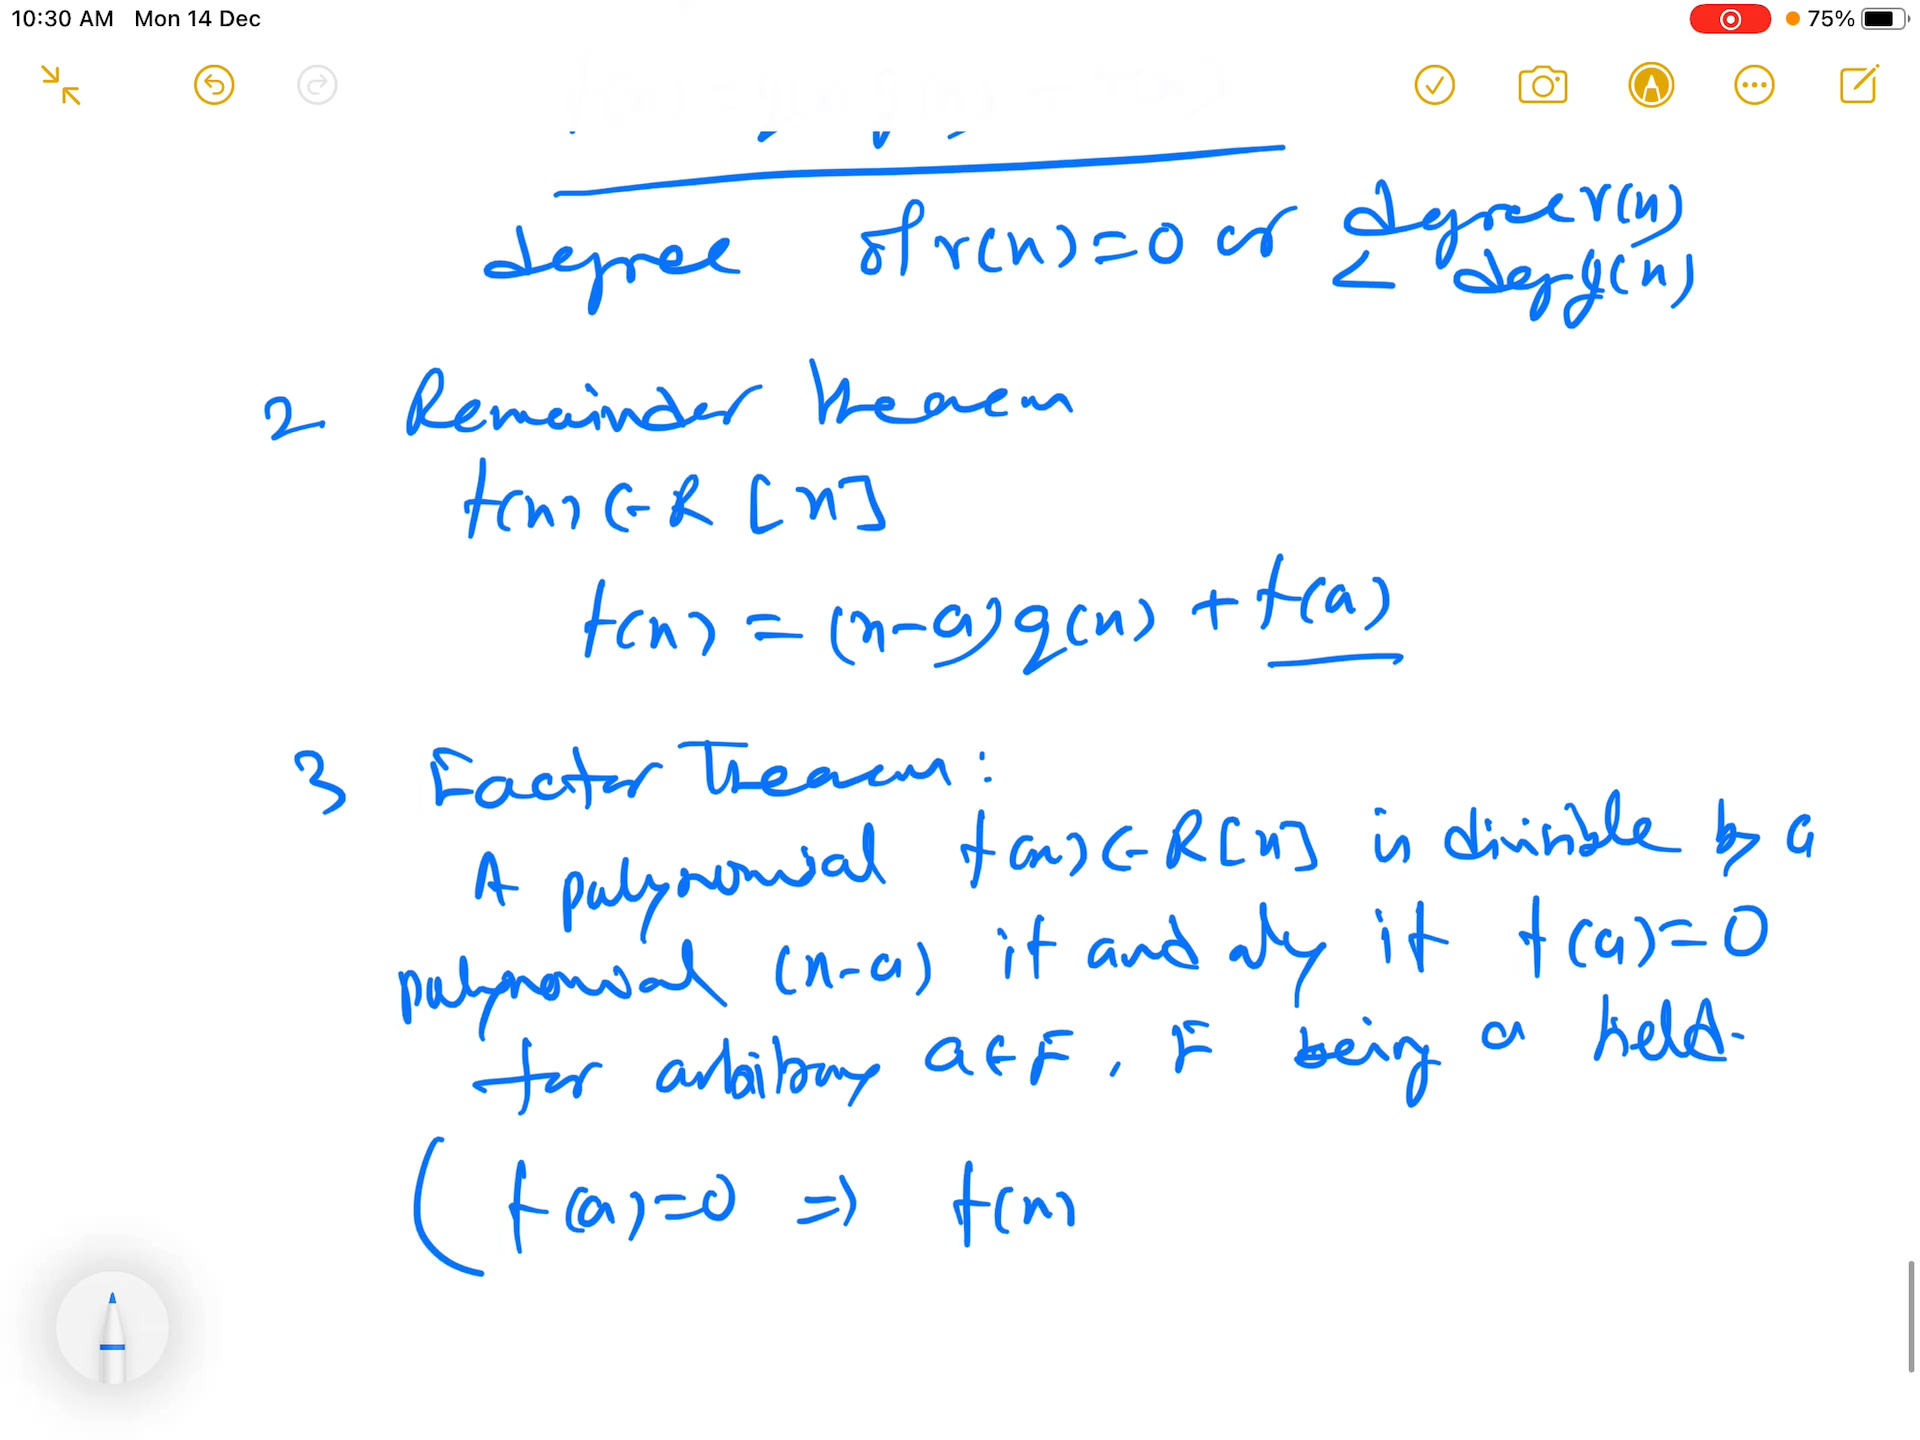 10:30 AM Mon 14 Dec 75%
degree of r(x)=0 or degree r(x)
< deg g(x)
2 Remainder theorem
f(x) ∈ R [x]
f(x) = (x-a) q(x) + f(a)
3 Factor Theorem:
A polynomial f(x) ∈ R[x] is divisible by a
polynomial (x-a) if and only if f(a)=0
for arbitrary a ∈ F, F being a field.
( f(a)=0 ⇒ f(x)